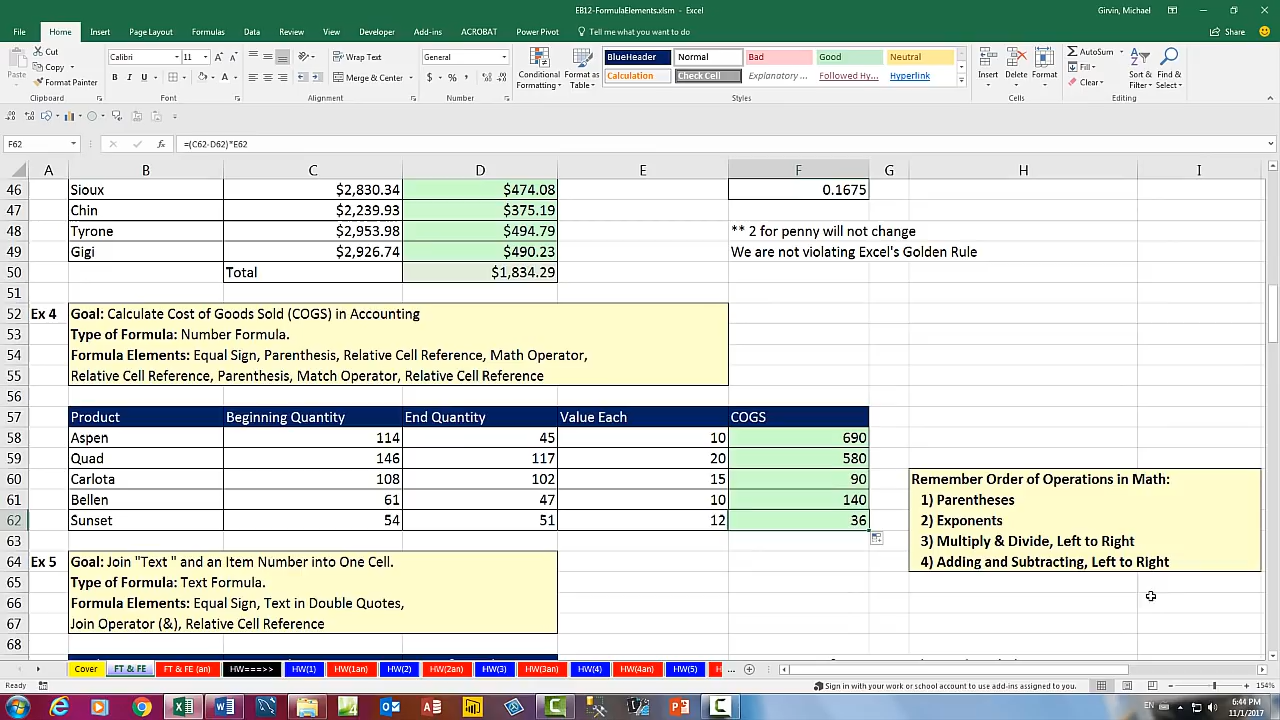 EB12-FormulaElements.xlsm - Excel
Girvin, Michael
File Home Insert Page Layout Formulas Data Review View Developer Add-ins ACROBAT Power Pivot Tell me what you want to do Share
Paste Cut Copy Format Painter Clipboard
Calibri 11 B I U Font
Wrap Text Merge & Center Alignment
General $ % , Number
Conditional Formatting Format as Table
BlueHeader Normal Bad Good Neutral
Calculation Check Cell Explanatory ... Followed Hy... Hyperlink
Styles
Insert Delete Format Cells
AutoSum Fill Clear Sort & Filter Find & Select Editing
F62 fx =(C62-D62)*E62
A B C D E F G H I
46 Sioux $2,830.34 $474.08 0.1675
47 Chin $2,239.93 $375.19
48 Tyrone $2,953.98 $494.79 ** 2 for penny will not change
49 Gigi $2,926.74 $490.23 We are not violating Excel's Golden Rule
50 Total $1,834.29
51
52 Ex 4 Goal: Calculate Cost of Goods Sold (COGS) in Accounting
53 Type of Formula: Number Formula.
54 Formula Elements: Equal Sign, Parenthesis, Relative Cell Reference, Math Operator,
55 Relative Cell Reference, Parenthesis, Match Operator, Relative Cell Reference
56
57 Product Beginning Quantity End Quantity Value Each COGS
58 Aspen 114 45 10 690
59 Quad 146 117 20 580
60 Carlota 108 102 15 90 Remember Order of Operations in Math:
61 Bellen 61 47 10 140 1) Parentheses
62 Sunset 54 51 12 36 2) Exponents
63 3) Multiply & Divide, Left to Right
64 Ex 5 Goal: Join "Text " and an Item Number into One Cell. 4) Adding and Subtracting, Left to Right
65 Type of Formula: Text Formula.
66 Formula Elements: Equal Sign, Text in Double Quotes,
67 Join Operator (&), Relative Cell Reference
68
Cover FT & FE FT & FE (an) HW===>> HW(1) HW(1an) HW(2) HW(2an) HW(3) HW(3an) HW(4) HW(4an) HW(5) H ...
Ready Sign in with your work or school account to use add-ins assigned to you. 154%
EN 6:44 PM